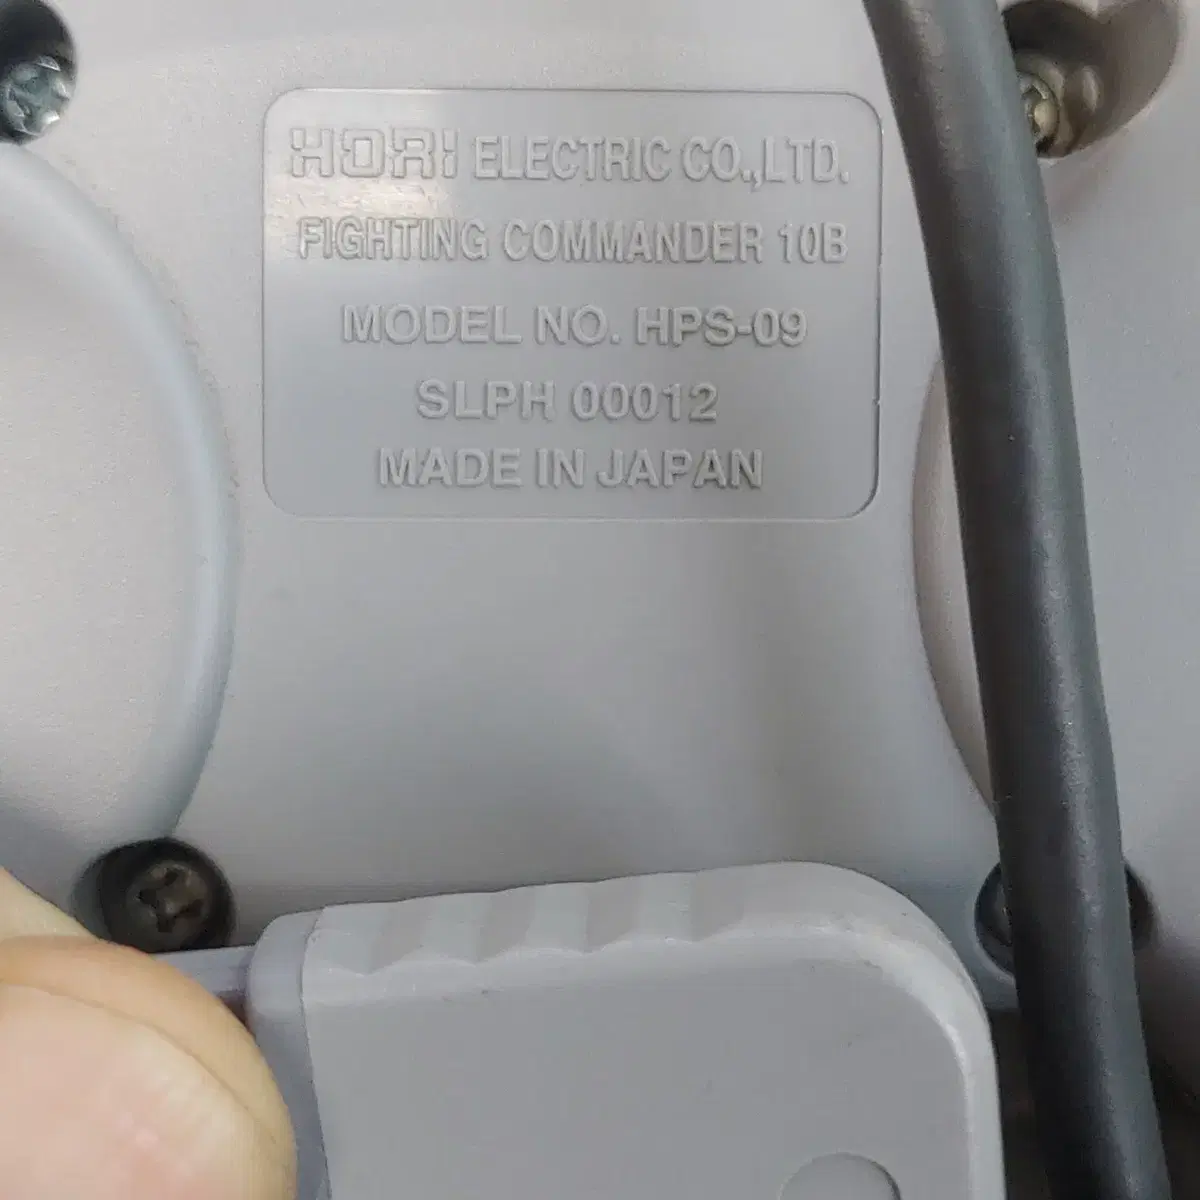 HORI ELECTRIC CO.,LTD.
FIGHTING COMMANDER 10B
MODEL NO. HPS-09
SLPH 00012
MADE IN JAPAN